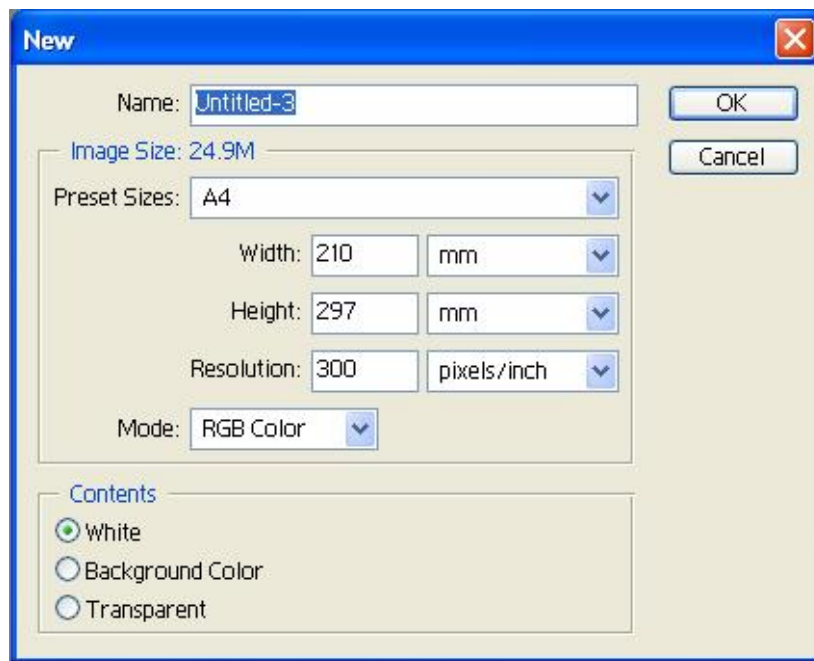 New
Name: Untitled-3
OK
Image Size: 24.9M
Cancel
Preset Sizes: A4
Width: 210 mm
Height: 297 mm
Resolution: 300 pixels/inch
Mode: RGB Color
Contents
White
Background Color
Transparent